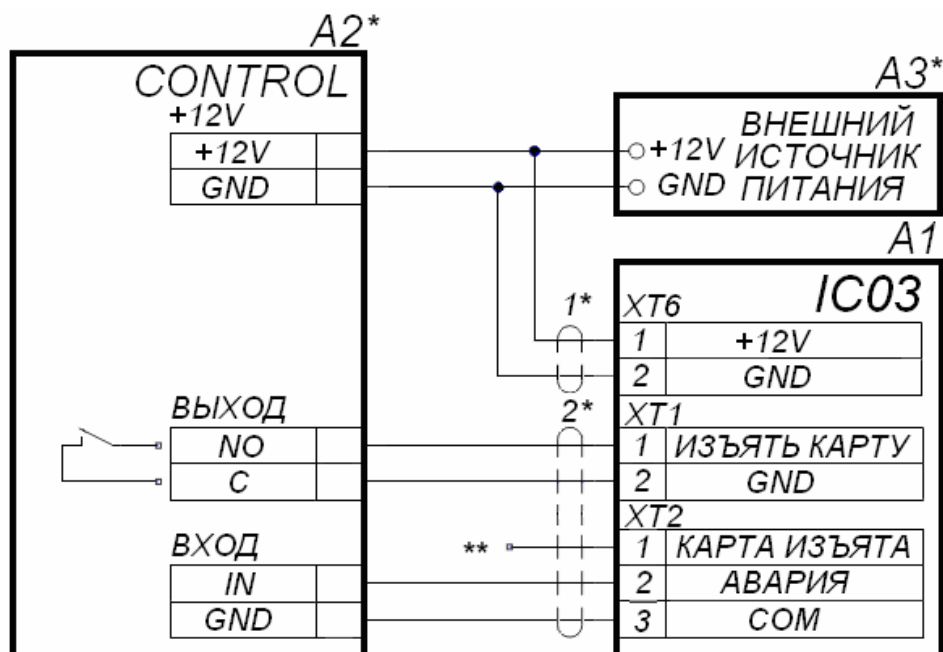 A2*
CONTROL
+12V
+12V
GND
ВЫХОД
NO
C
ВХОД
IN
GND
A3*
+12V ВНЕШНИЙ
ИСТОЧНИК
GND ПИТАНИЯ
A1
IC03
1*
XT6
1 +12V
2 GND
2*
XT1
1 ИЗЪЯТЬ КАРТУ
2 GND
XT2
** 1 КАРТА ИЗЪЯТА
2 АВАРИЯ
3 COM